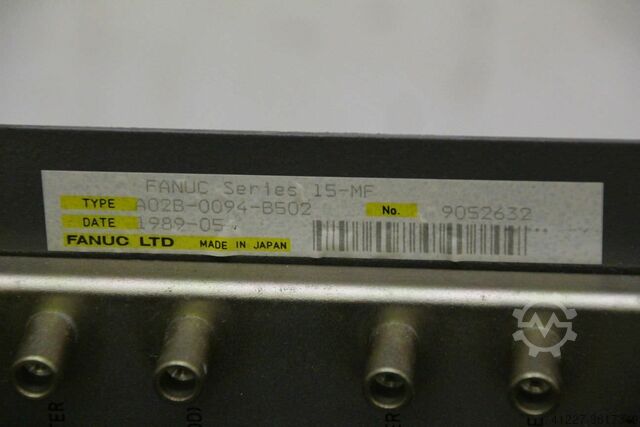 FANUC Series 15-MF
TYPE A02B-0094-B502 No. 9052632
DATE 1989-05
FANUC LTD MADE IN JAPAN